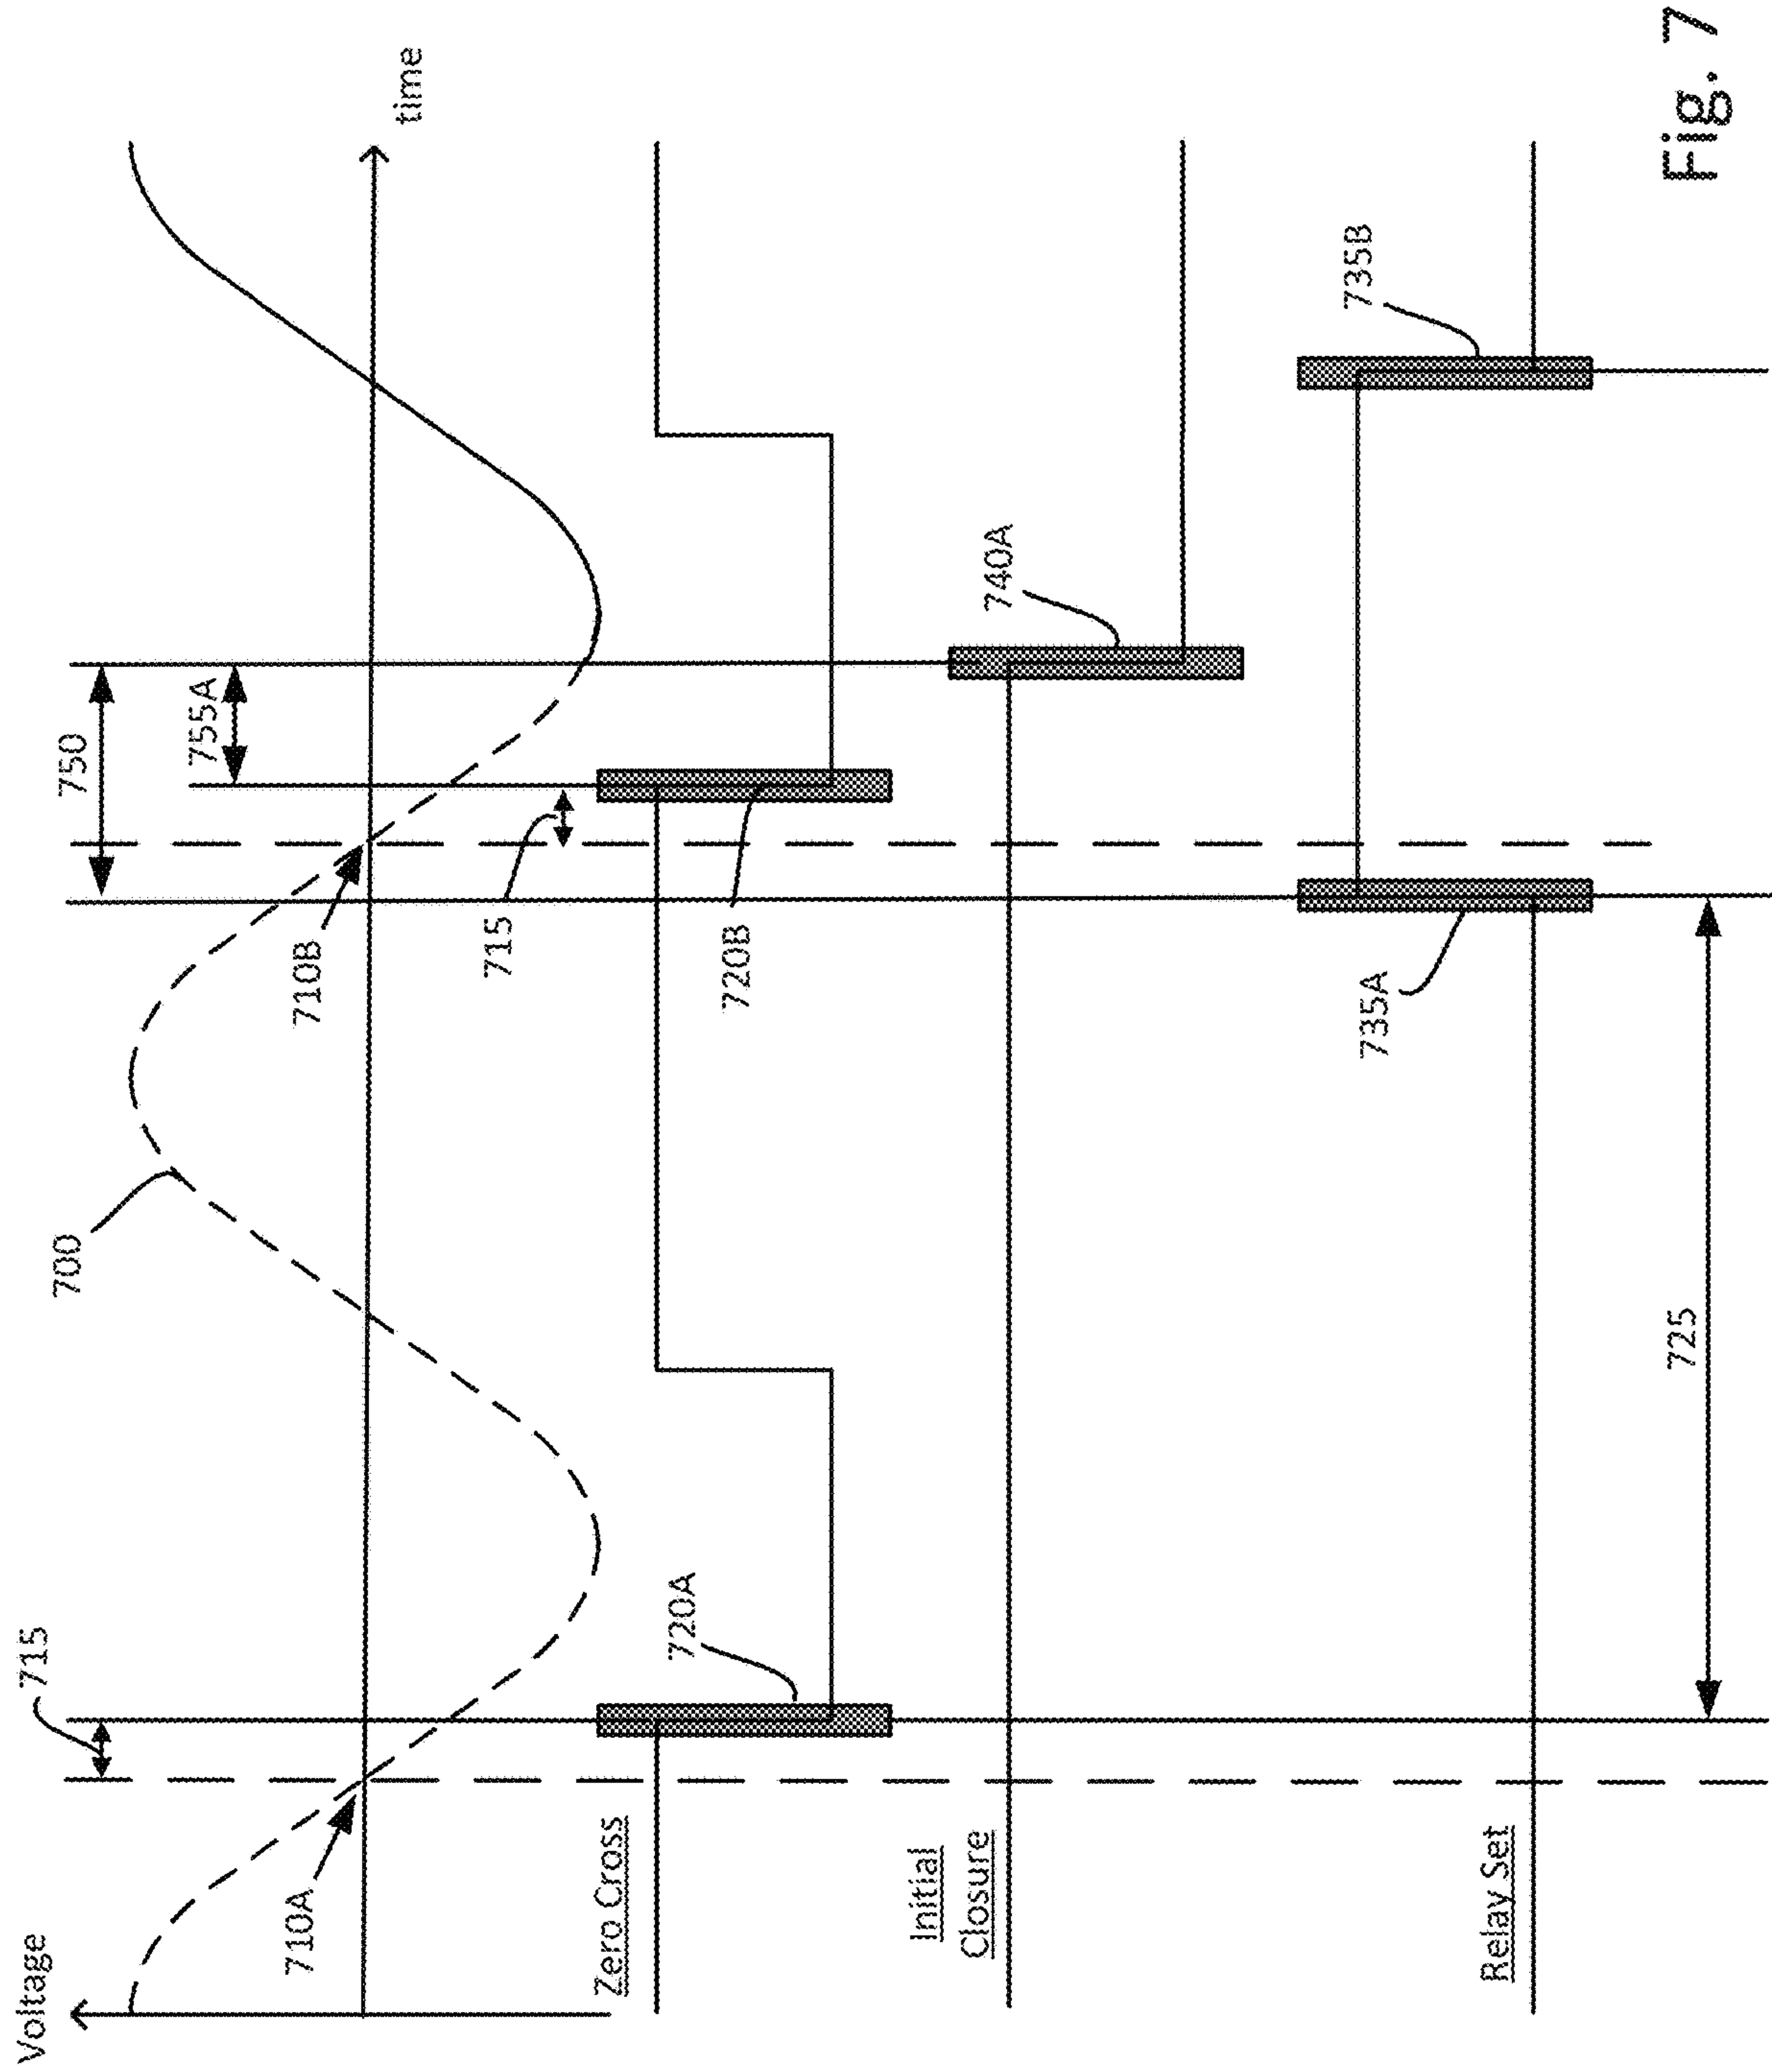 Voltage
715
750
755A
700
time
710A
710B
715
Zero Cross
720A
720B
Initial
Closure
740A
Relay Set
735A
735B
725
Fig. 7